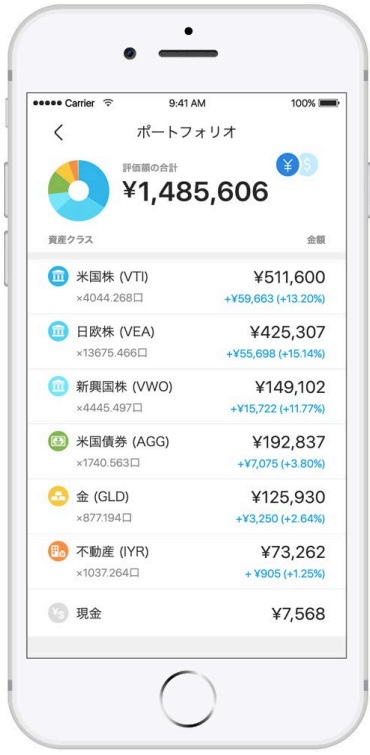 Carrier 9:41 AM 100%
ポートフォリオ
評価額の合計
¥ $
¥1,485,606
資産クラス 金額
米国株 (VTI) ¥511,600
×4044.268口 +¥59,663 (+13.20%)
日欧株 (VEA) ¥425,307
×13675.466口 +¥55,698 (+15.14%)
新興国株 (VWO) ¥149,102
×4445.497口 +¥15,722 (+11.77%)
米国債券 (AGG) ¥192,837
×1740.563口 +¥7,075 (+3.80%)
金 (GLD) ¥125,930
×877.194口 +¥3,250 (+2.64%)
不動産 (IYR) ¥73,262
×1037.264口 + ¥905 (+1.25%)
¥$ 現金 ¥7,568